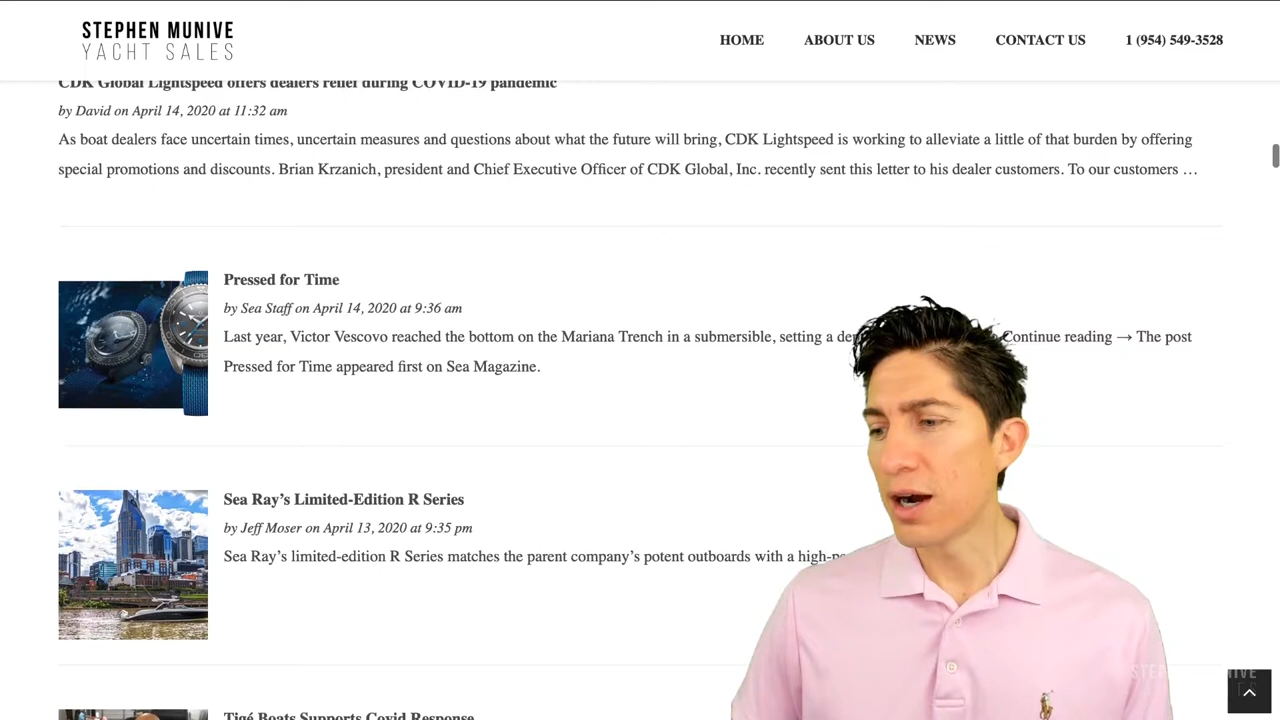 STEPHEN MUNIVE
YACHT SALES
HOME ABOUT US NEWS CONTACT US 1 (954) 549-3528
CDK Global Lightspeed offers dealers relief during COVID-19 pandemic
by David on April 14, 2020 at 11:32 am
As boat dealers face uncertain times, uncertain measures and questions about what the future will bring, CDK Lightspeed is working to alleviate a little of that burden by offering
special promotions and discounts. Brian Krzanich, president and Chief Executive Officer of CDK Global, Inc. recently sent this letter to his dealer customers. To our customers …
Pressed for Time
by Sea Staff on April 14, 2020 at 9:36 am
Last year, Victor Vescovo reached the bottom on the Mariana Trench in a submersible, setting a Continue reading → The post
Pressed for Time appeared first on Sea Magazine.
Sea Ray’s Limited-Edition R Series
by Jeff Moser on April 13, 2020 at 9:35 pm
Sea Ray’s limited-edition R Series matches the parent company’s potent outboards with a
Tigé Boats Supports Covid Response